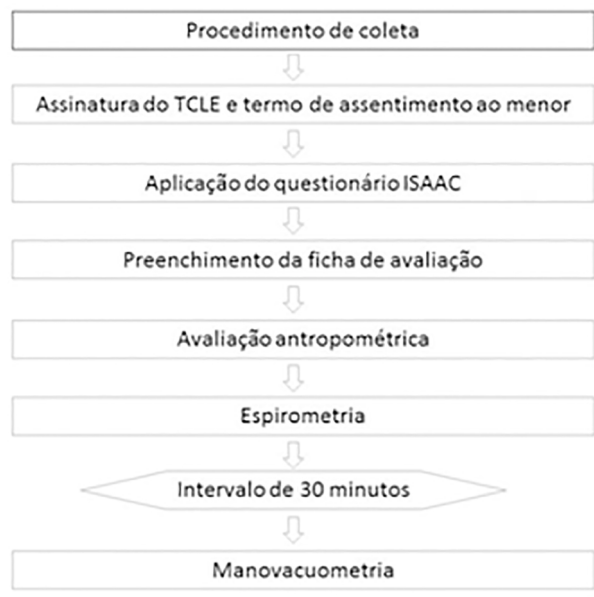 Procedimento de coleta
Assinatura do TCLE e termo de assentimento ao menor
Aplicação do questionário ISAAC
Preenchimento da ficha de avaliação
Avaliação antropométrica
Espirometria
Intervalo de 30 minutos
Manovacuometria